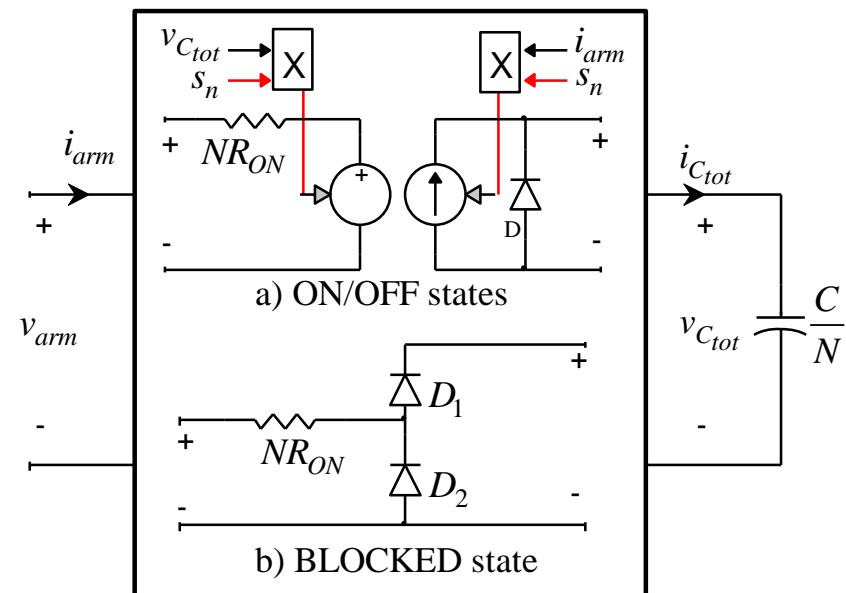 v_{C_{tot}}
s_n
X
X
i_{arm}
s_n
+
NR_{ON}
+
+
D
-
-
a) ON/OFF states
i_{arm}
+
v_{arm}
-
i_{C_{tot}}
+
v_{C_{tot}}
\frac{C}{N}
-
+
D_1
+
NR_{ON}
D_2
-
-
b) BLOCKED state